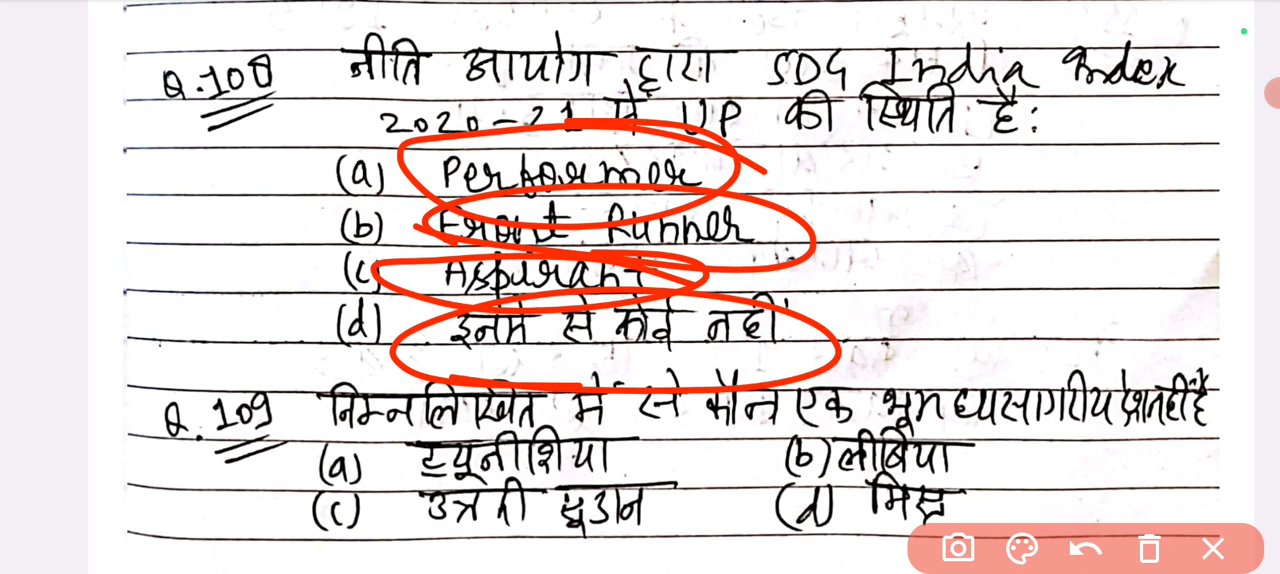 Q.108 नीति आयोग द्वारा SDG India Index
2020-21 में UP की स्थिति है:
(a) Performer
(b) Front Runner
(c) Aspirant
(d) इनमें से कोई नहीं
Q.109 निम्नलिखित में से कौन एक भूमध्यसागरीय देश नहीं है
(a) ट्यूनीशिया (b) लीबिया
(c) उत्तरी सूडान (d) मिस्र